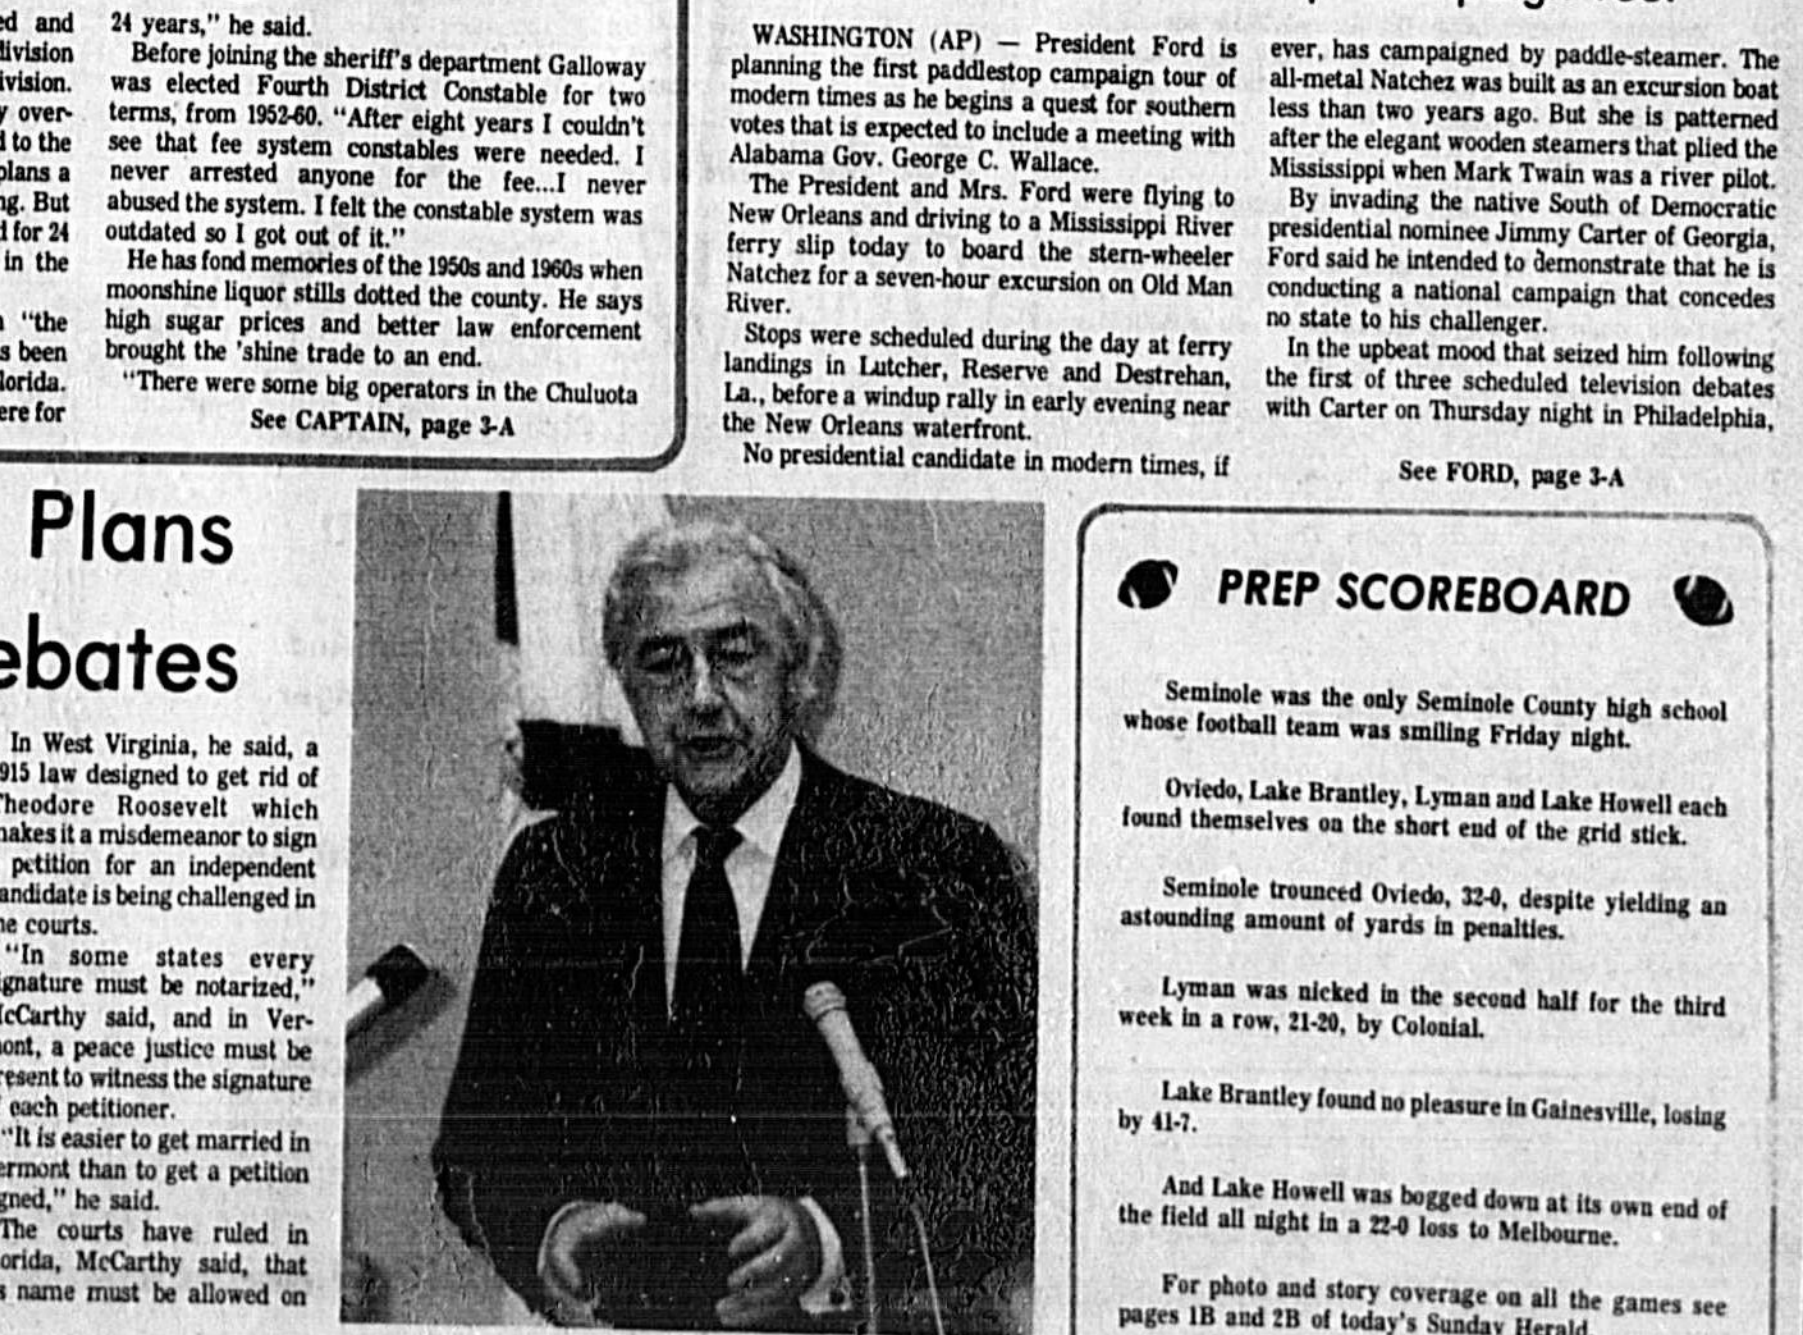 ed and
division
ivision.
y over-
d to the
plans a
ng. But
d for 24
in the
"the
s been
lorida.
ere for
24 years," he said.
Before joining the sheriff's department Galloway
was elected Fourth District Constable for two
terms, from 1952-60. "After eight years I couldn't
see that fee system constables were needed. I
never arrested anyone for the fee...I never
abused the system. I felt the constable system was
outdated so I got out of it."
He has fond memories of the 1950s and 1960s when
moonshine liquor stills dotted the county. He says
high sugar prices and better law enforcement
brought the 'shine trade to an end.
"There were some big operators in the Chuluota
See CAPTAIN, page 3-A
WASHINGTON (AP) — President Ford is
planning the first paddlestop campaign tour of
modern times as he begins a quest for southern
votes that is expected to include a meeting with
Alabama Gov. George C. Wallace.
The President and Mrs. Ford were flying to
New Orleans and driving to a Mississippi River
ferry slip today to board the stern-wheeler
Natchez for a seven-hour excursion on Old Man
River.
Stops were scheduled during the day at ferry
landings in Lutcher, Reserve and Destrehan,
La., before a windup rally in early evening near
the New Orleans waterfront.
No presidential candidate in modern times, if
ever, has campaigned by paddle-steamer. The
all-metal Natchez was built as an excursion boat
less than two years ago. But she is patterned
after the elegant wooden steamers that plied the
Mississippi when Mark Twain was a river pilot.
By invading the native South of Democratic
presidential nominee Jimmy Carter of Georgia,
Ford said he intended to demonstrate that he is
conducting a national campaign that concedes
no state to his challenger.
In the upbeat mood that seized him following
the first of three scheduled television debates
with Carter on Thursday night in Philadelphia,
See FORD, page 3-A
Plans
ebates
In West Virginia, he said, a
915 law designed to get rid of
Theodore Roosevelt which
makes it a misdemeanor to sign
petition for an independent
andidate is being challenged in
he courts.
"In some states every
ignature must be notarized,"
McCarthy said, and in Ver-
mont, a peace justice must be
resent to witness the signature
each petitioner.
"It is easier to get married in
ermont than to get a petition
gned," he said.
The courts have ruled in
orida, McCarthy said, that
s name must be allowed on
PREP SCOREBOARD
Seminole was the only Seminole County high school
whose football team was smiling Friday night.
Oviedo, Lake Brantley, Lyman and Lake Howell each
found themselves on the short end of the grid stick.
Seminole trounced Oviedo, 32-0, despite yielding an
astounding amount of yards in penalties.
Lyman was nicked in the second half for the third
week in a row, 21-20, by Colonial.
Lake Brantley found no pleasure in Gainesville, losing
by 41-7.
And Lake Howell was bogged down at its own end of
the field all night in a 22-0 loss to Melbourne.
For photo and story coverage on all the games see
pages 1B and 2B of today's Sunday Herald.